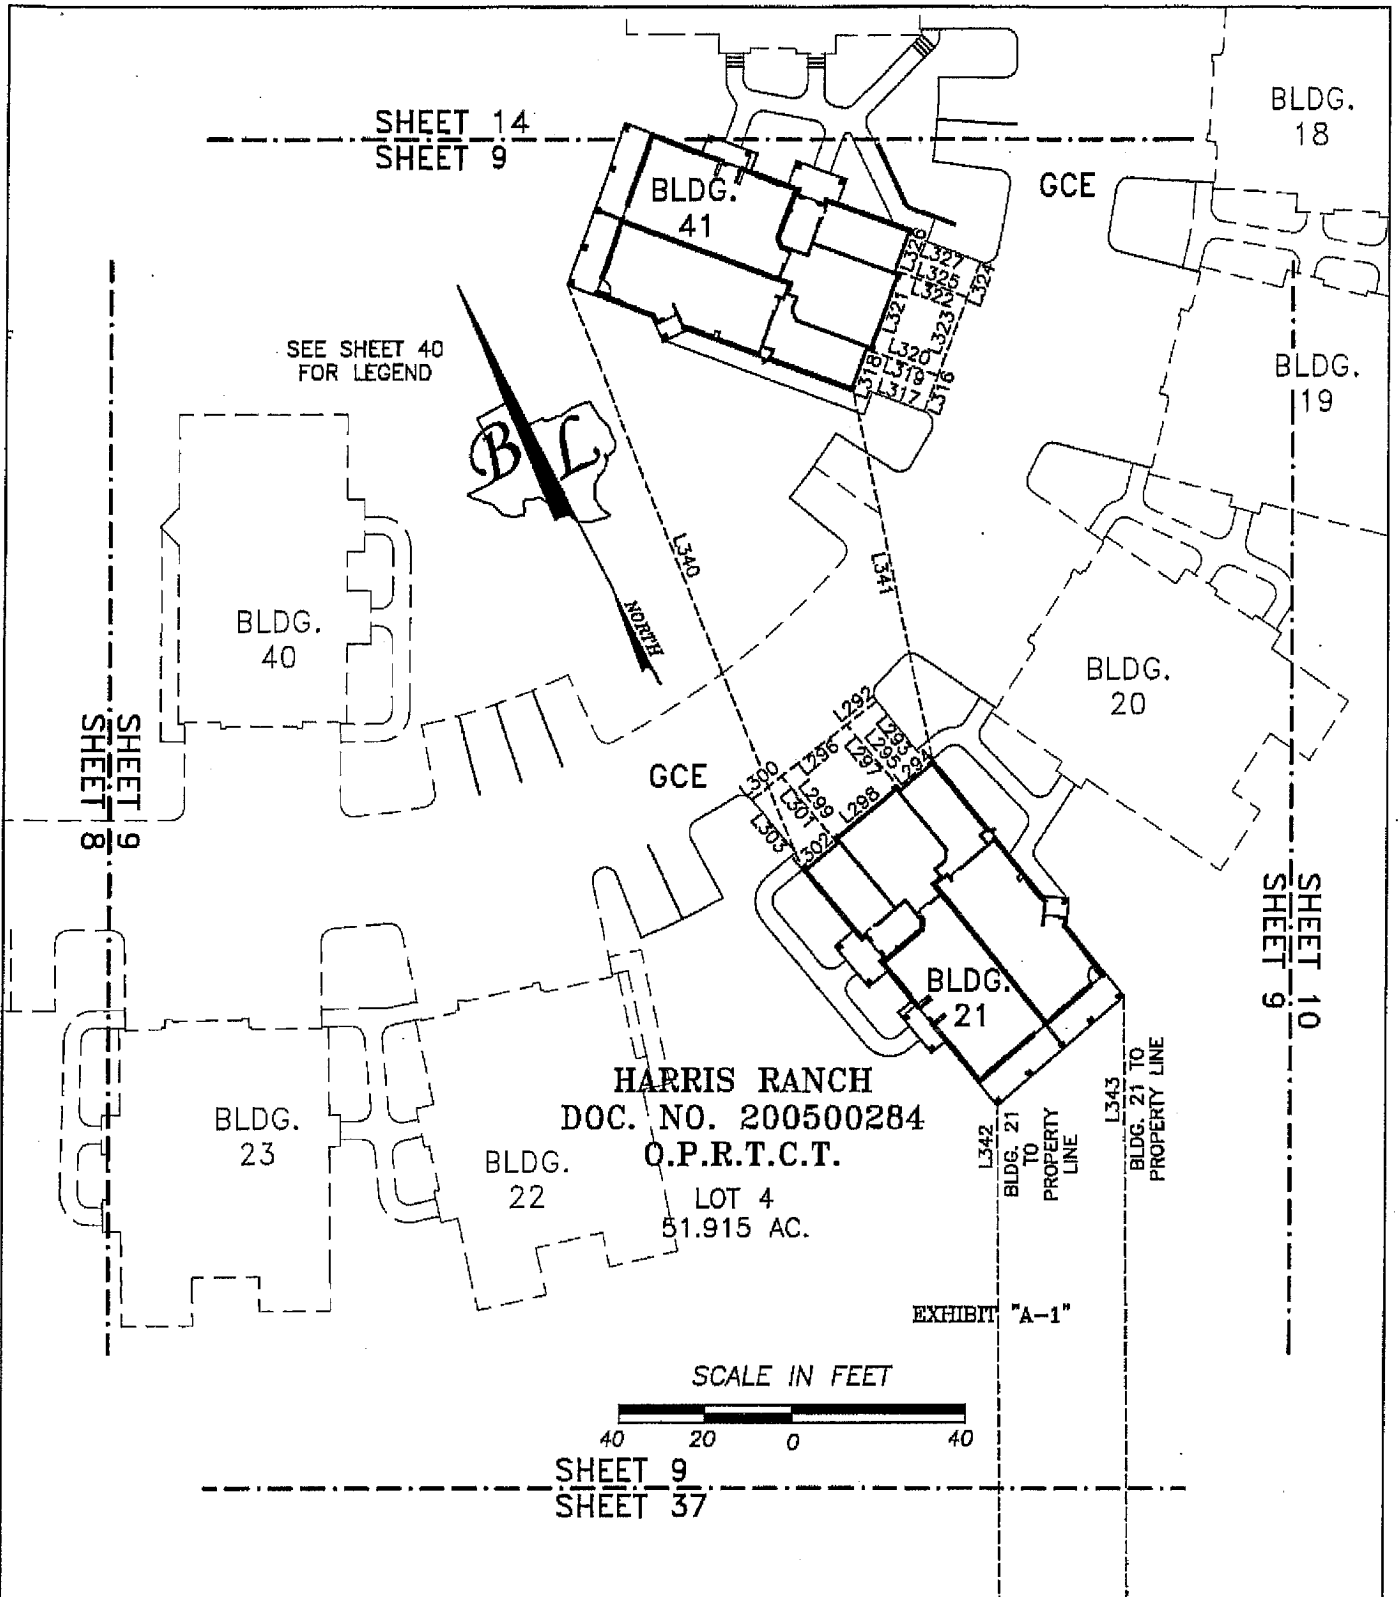 SHEET 14
SHEET 9
BLDG.
18
BLDG.
41
GCE
L326
L327
L325
L324
L322
L321
L323
L320
L319
L318
L317
L316
SEE SHEET 40
FOR LEGEND
BLDG.
19
B L
NORTH
L340
L341
BLDG.
40
BLDG.
20
SHEET 9
SHEET 8
GCE
L292
L293
L295
L294
L297
L296
L298
L299
L300
L301
L302
L303
BLDG.
21
SHEET 10
SHEET 9
HARRIS RANCH
DOC. NO. 200500284
O.P.R.T.C.T.
LOT 4
51.915 AC.
BLDG.
23
BLDG.
22
L342
BLDG. 21
TO
PROPERTY
LINE
L343
BLDG. 21 TO
PROPERTY LINE
EXHIBIT "A-1"
SCALE IN FEET
40 20 0 40
SHEET 9
SHEET 37